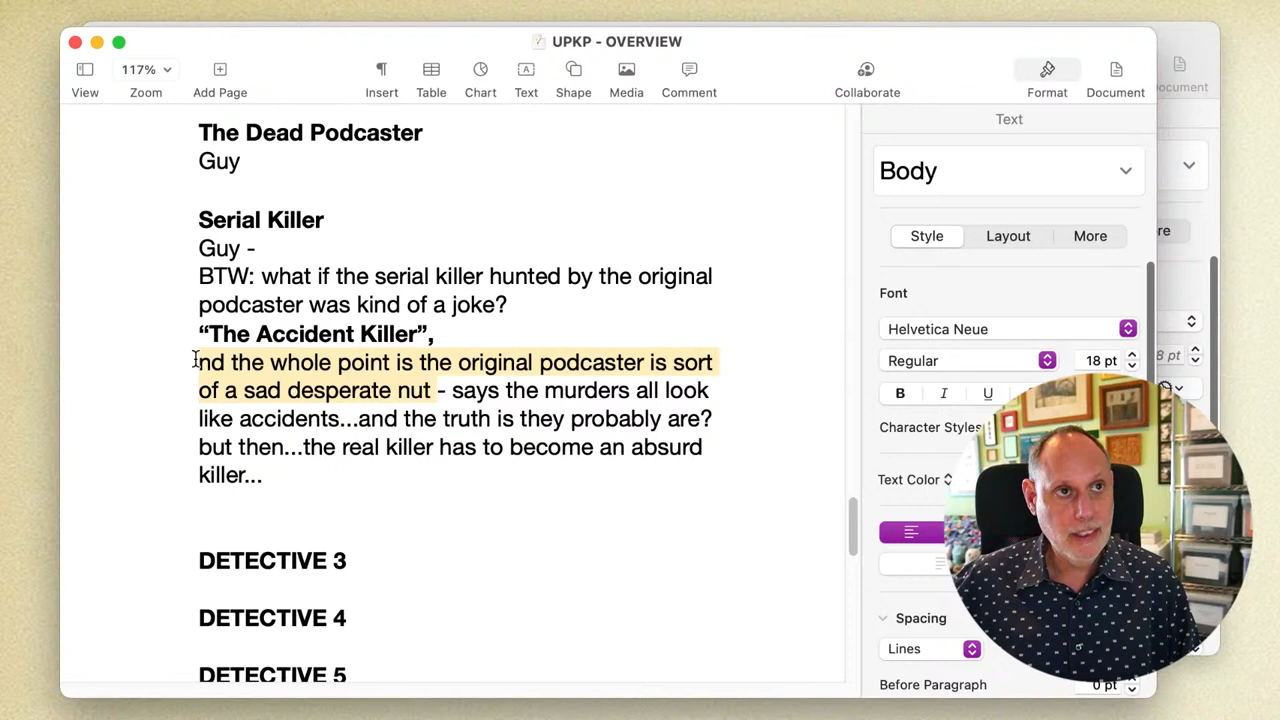 UPKP - OVERVIEW
117%
View
Zoom
Add Page
Insert
Table
Chart
Text
Shape
Media
Comment
Collaborate
Format
Document
ocument
The Dead Podcaster
Guy
Serial Killer
Guy -
BTW: what if the serial killer hunted by the original
podcaster was kind of a joke?
“The Accident Killer”,
nd the whole point is the original podcaster is sort
of a sad desperate nut - says the murders all look
like accidents...and the truth is they probably are?
but then...the real killer has to become an absurd
killer...
DETECTIVE 3
DETECTIVE 4
DETECTIVE 5
Text
Body
Style
Layout
More
re
Font
Helvetica Neue
Regular
18 pt
8 pt
B
I
U
Character Styles
Text Color
Spacing
Lines
Before Paragraph
0 pt